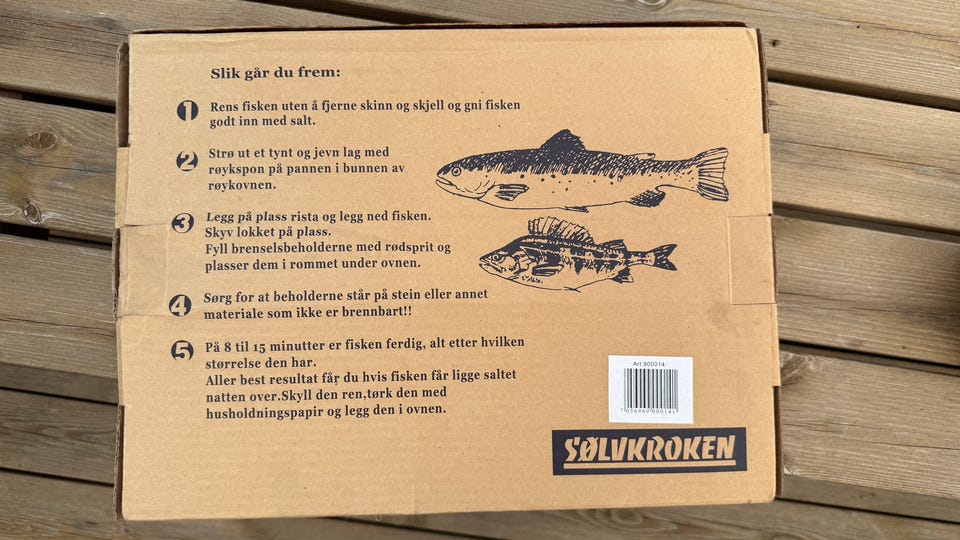 Slik går du frem:
1 Rens fisken uten å fjerne skinn og skjell og gni fisken
godt inn med salt.
2 Strø ut et tynt og jevn lag med
røykspon på pannen i bunnen av
røykovnen.
3 Legg på plass rista og legg ned fisken.
Skyv lokket på plass.
Fyll brenselsbeholderne med rødsprit og
plasser dem i rommet under ovnen.
4 Sørg for at beholderne står på stein eller annet
materiale som ikke er brennbart!!
5 På 8 til 15 minutter er fisken ferdig, alt etter hvilken
størrelse den har.
Aller best resultat får du hvis fisken får ligge saltet
natten over.Skyll den ren,tørk den med
husholdningspapir og legg den i ovnen.
Art.900014
7 056969 000141
SØLVKROKEN